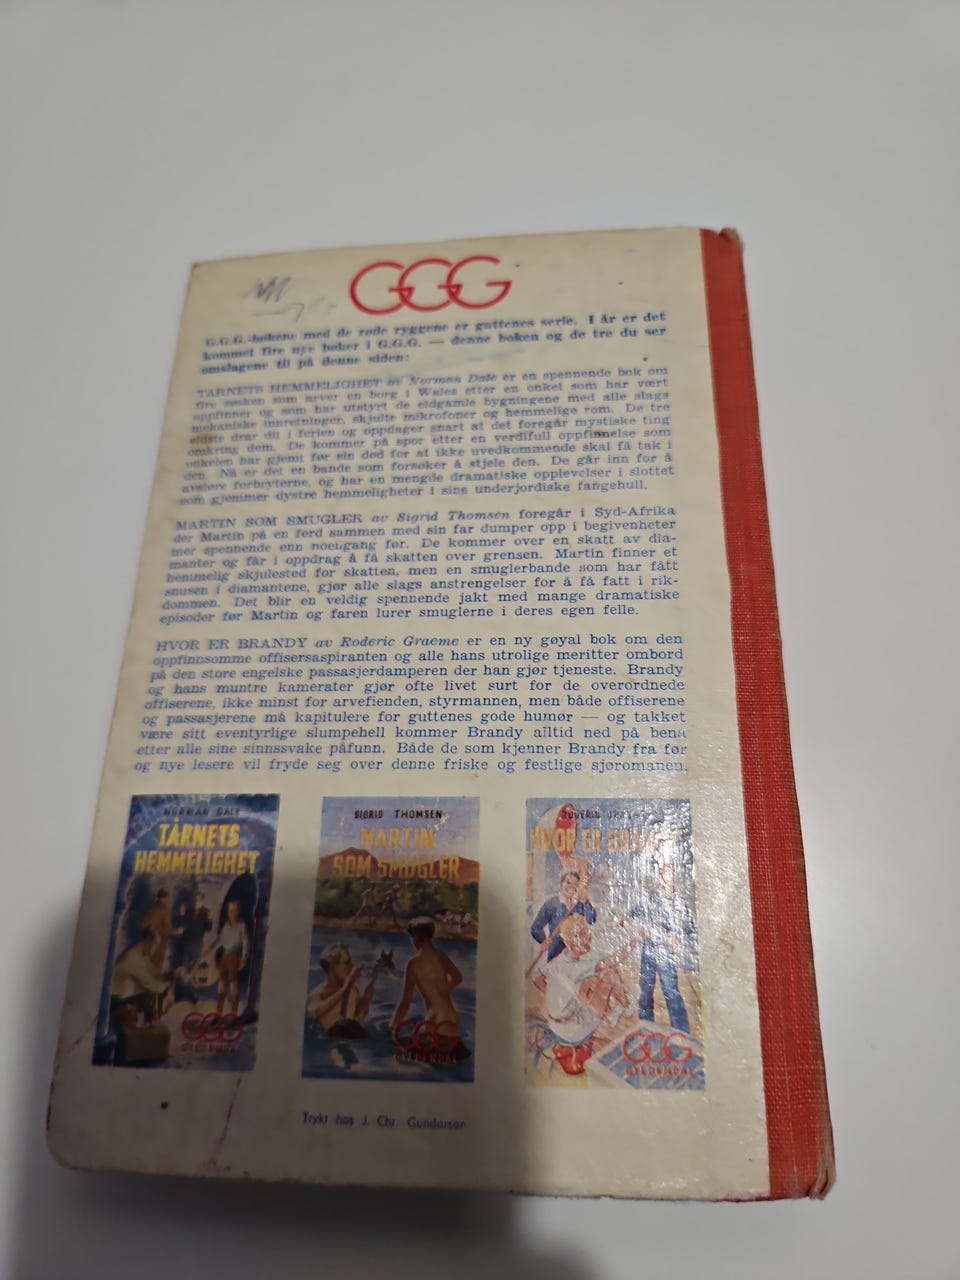 GGG
G.G.G.-bøkene med de røde ryggene er guttenes serie. I år er det
kommet fire nye bøker i G.G.G. — denne boken og de tre du ser
omslagene til på denne siden:
TÅRNETS HEMMELIGHET av Norman Dale er en spennende bok om
fire søsken som arver en borg i Wales etter en onkel som har vært
oppfinner og som har utstyrt de eldgamle bygningene med alle slags
mekaniske innretninger, skjulte mikrofoner og hemmelige rom. De tre
eldste drar dit i ferien og oppdager snart at det foregår mystiske ting
omkring dem. De kommer på spor etter en verdifull oppfinnelse som
onkelen har gjemt før sin død for at ikke uvedkommende skal få tak i
den. Nå er det en bande som forsøker å stjele den. De går inn for å
avsløre forbryterne, og har en mengde dramatiske opplevelser i slottet
som gjemmer dystre hemmeligheter i sine underjordiske fangehull.
MARTIN SOM SMUGLER av Sigrid Thomsen foregår i Syd-Afrika
der Martin på en ferd sammen med sin far dumper opp i begivenheter
mer spennende enn noengang før. De kommer over en skatt av dia-
manter og får i oppdrag å få skatten over grensen. Martin finner et
hemmelig skjulested for skatten, men en smuglerbande som har fått
snusen i diamantene, gjør alle slags anstrengelser for å få fatt i rik-
dommen. Det blir en veldig spennende jakt med mange dramatiske
episoder før Martin og faren lurer smuglerne i deres egen felle.
HVOR ER BRANDY av Roderic Graeme er en ny gøyal bok om den
oppfinnsomme offisersaspiranten og alle hans utrolige meritter ombord
på den store engelske passasjerdamperen der han gjør tjeneste. Brandy
og hans muntre kamerater gjør ofte livet surt for de overordnede
offiserene, ikke minst for arvefienden, styrmannen, men både offiserene
og passasjerene må kapitulere for guttenes gode humør — og takket
være sitt eventyrlige slumpehell kommer Brandy alltid ned på bena
etter alle sine sinnssvake påfunn. Både de som kjenner Brandy fra før
og nye lesere vil fryde seg over denne friske og festlige sjøromanen.
NORMAN DALE
TÅRNETS
HEMMELIGHET
GGG
GYLDENDAL
SIGRID THOMSEN
MARTIN
SOM SMUGLER
GGG
GYLDENDAL
HVOR ER
GGG
GYLDENDAL
Trykt hos J. Chr. Gundersen